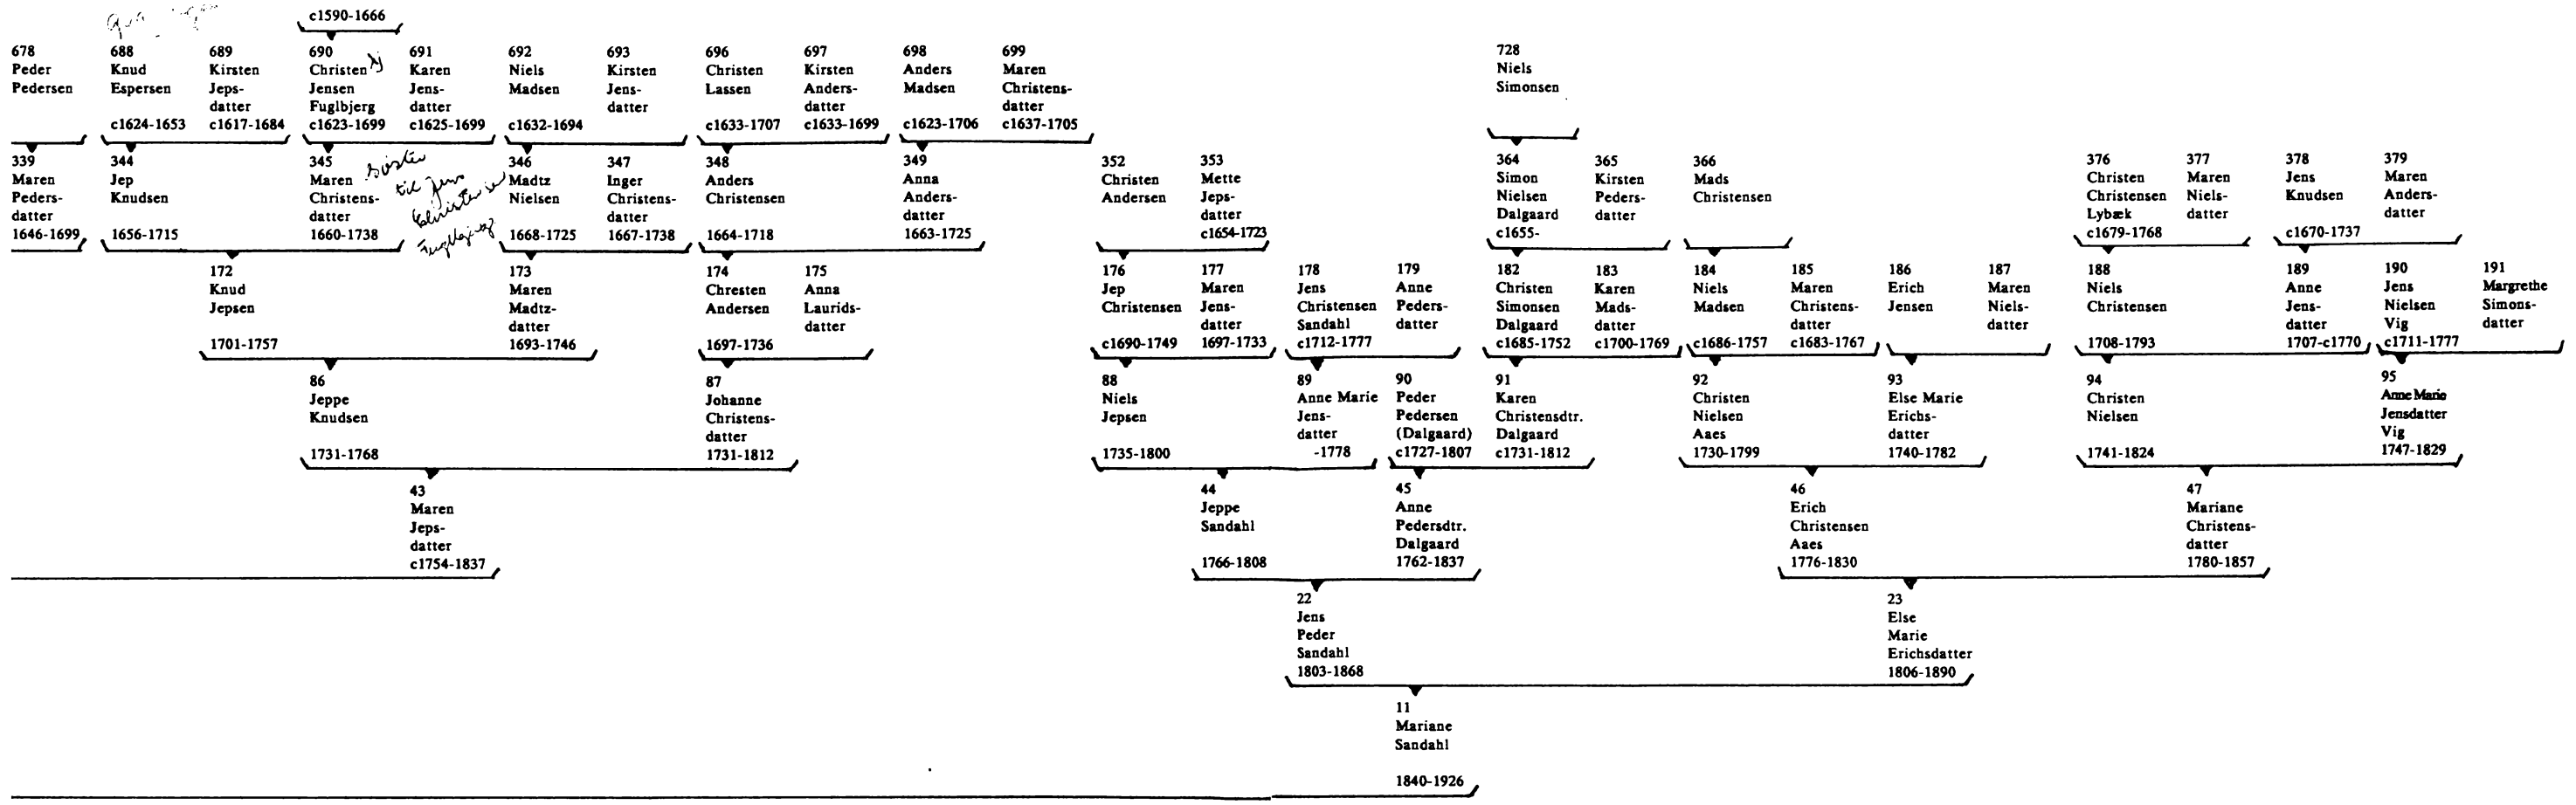 c1590-1666
678
Peder
Pedersen
688
Knud
Espersen
c1624-1653
689
Kirsten
Jeps-
datter
c1617-1684
690
Christen
Jensen
Fuglbjerg
c1623-1699
691
Karen
Jens-
datter
c1625-1699
692
Niels
Madsen
c1632-1694
693
Kirsten
Jens-
datter
696
Christen
Lassen
c1633-1707
697
Kirsten
Anders-
datter
c1633-1699
698
Anders
Madsen
c1623-1706
699
Maren
Christens-
datter
c1637-1705
728
Niels
Simonsen
339
Maren
Peders-
datter
1646-1699
344
Jep
Knudsen
1656-1715
345
Maren
Christens-
datter
1660-1738
søster
til Jens
346
Madtz
Nielsen
1668-1725
347
Inger
Christens-
datter
1667-1738
348
Anders
Christensen
1664-1718
349
Anna
Anders-
datter
1663-1725
352
Christen
Andersen
353
Mette
Jeps-
datter
c1654-1723
364
Simon
Nielsen
Dalgaard
c1655-
365
Kirsten
Peders-
datter
366
Mads
Christensen
376
Christen
Christensen
Lybæk
c1679-1768
377
Maren
Niels-
datter
378
Jens
Knudsen
c1670-1737
379
Maren
Anders-
datter
172
Knud
Jepsen
1701-1757
173
Maren
Madtz-
datter
1693-1746
174
Chresten
Andersen
1697-1736
175
Anna
Laurids-
datter
176
Jep
Christensen
c1690-1749
177
Maren
Jens-
datter
1697-1733
178
Jens
Christensen
Sandahl
c1712-1777
179
Anne
Peders-
datter
182
Christen
Simonsen
Dalgaard
c1685-1752
183
Karen
Mads-
datter
c1700-1769
184
Niels
Madsen
c1686-1757
185
Maren
Christens-
datter
c1683-1767
186
Erich
Jensen
187
Maren
Niels-
datter
188
Niels
Christensen
1708-1793
189
Anne
Jens-
datter
1707-c1770
190
Jens
Nielsen
Vig
c1711-1777
191
Margrethe
Simons-
datter
86
Jeppe
Knudsen
1731-1768
87
Johanne
Christens-
datter
1731-1812
88
Niels
Jepsen
1735-1800
89
Anne Marie
Jens-
datter
-1778
90
Peder
Pedersen
(Dalgaard)
c1727-1807
91
Karen
Christensdtr.
Dalgaard
c1731-1812
92
Christen
Nielsen
Aaes
1730-1799
93
Else Marie
Erichs-
datter
1740-1782
94
Christen
Nielsen
1741-1824
95
Anne Marie
Jensdatter
Vig
1747-1829
43
Maren
Jeps-
datter
c1754-1837
44
Jeppe
Sandahl
1766-1808
45
Anne
Pedersdtr.
Dalgaard
1762-1837
46
Erich
Christensen
Aaes
1776-1830
47
Mariane
Christens-
datter
1780-1857
22
Jens
Peder
Sandahl
1803-1868
23
Else
Marie
Erichsdatter
1806-1890
11
Mariane
Sandahl
1840-1926